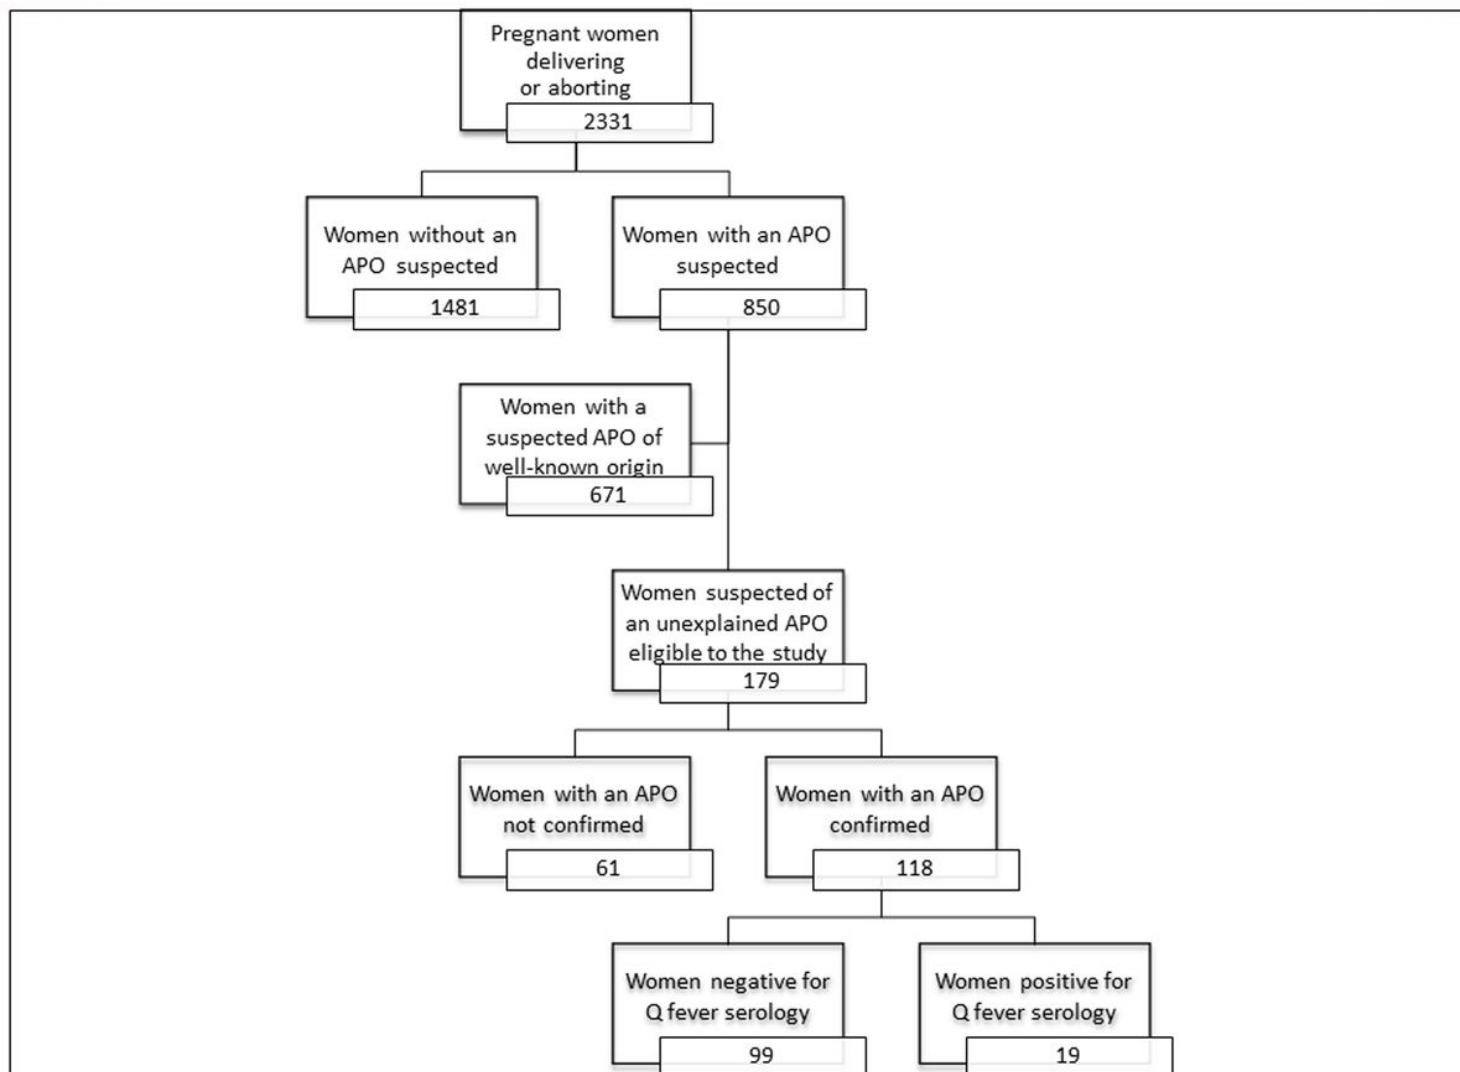 Pregnant women
delivering
or aborting
2331
Women without an
APO suspected
1481
Women with an APO
suspected
850
Women with a
suspected APO of
well-known origin
671
Women suspected of
an unexplained APO
eligible to the study
179
Women with an APO
not confirmed
61
Women with an APO
confirmed
118
Women negative for
Q fever serology
99
Women positive for
Q fever serology
19